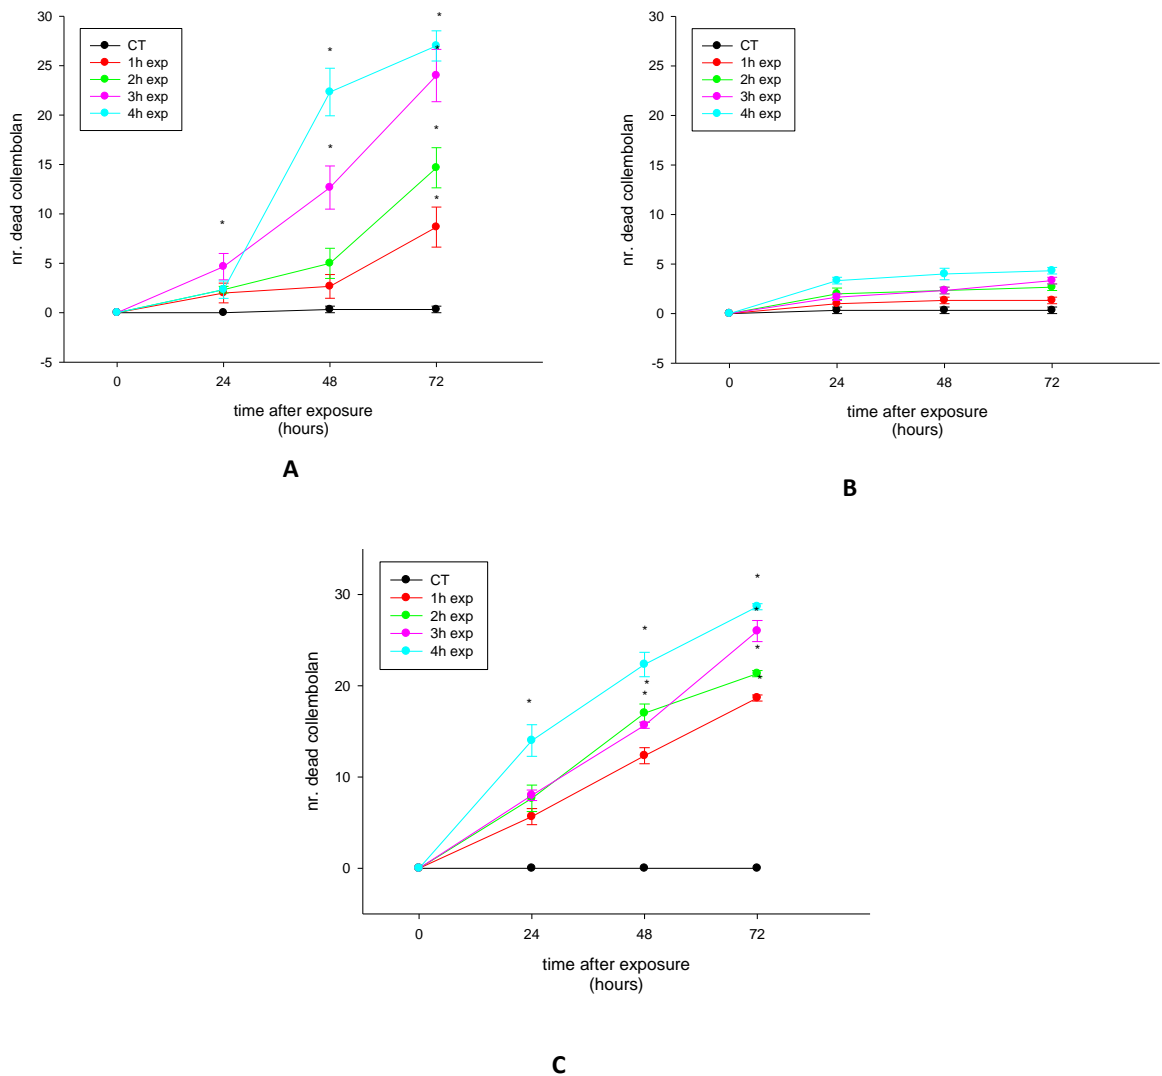 30
25
20
15
10
5
0
-5
nr. dead collembolan
CT
1h exp
2h exp
3h exp
4h exp
*
*
*
*
*
*
*
0 24 48 72
time after exposure
(hours)
A
30
25
20
15
10
5
0
-5
nr. dead collembolan
CT
1h exp
2h exp
3h exp
4h exp
0 24 48 72
time after exposure
(hours)
B
30
20
10
0
nr. dead collembolan
CT
1h exp
2h exp
3h exp
4h exp
*
*
*
*
*
*
*
*
0 24 48 72
time after exposure
(hours)
C